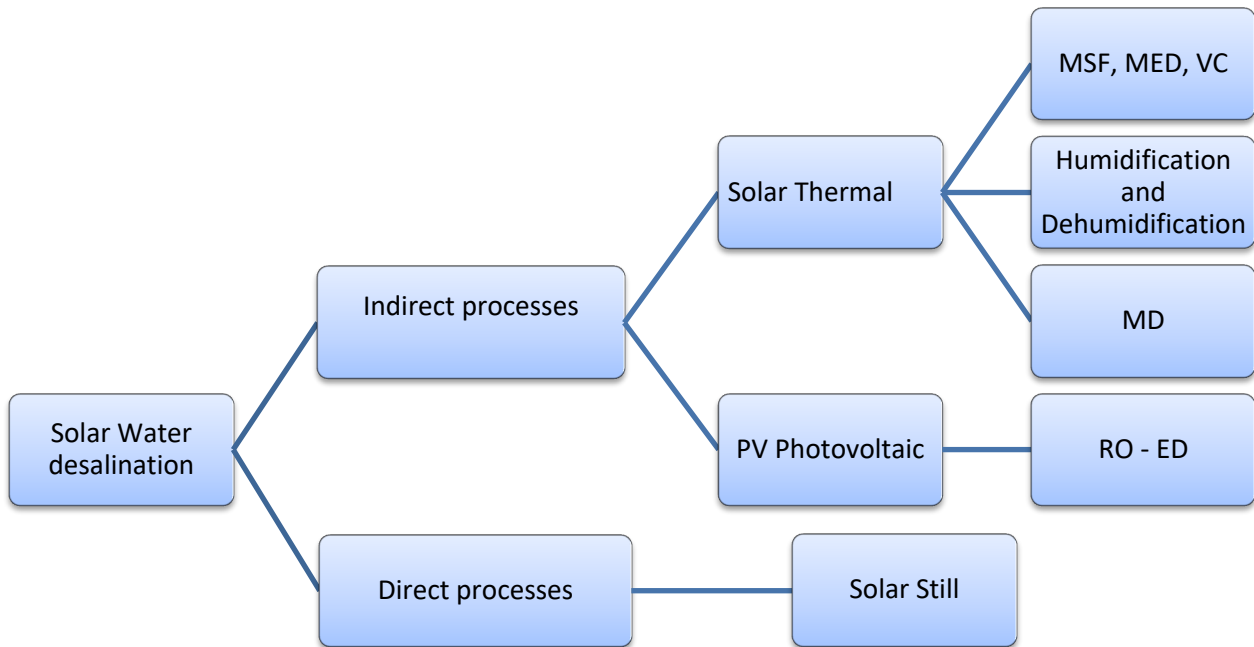 MSF, MED, VC
Humidification
and
Dehumidification
Solar Thermal
MD
Indirect processes
Solar Water
desalination
PV Photovoltaic
RO - ED
Direct processes
Solar Still